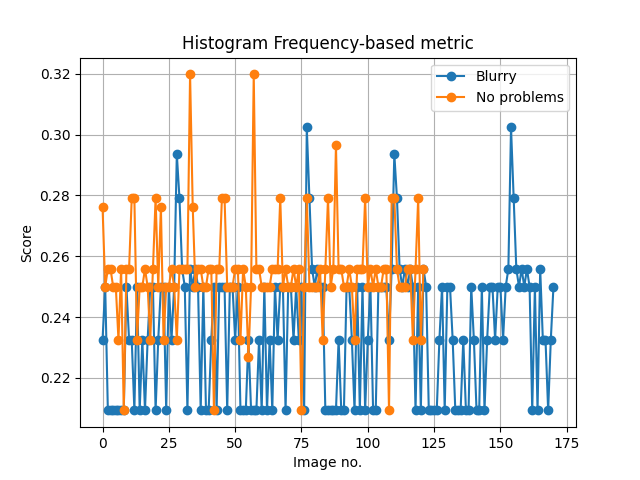 Histogram Frequency-based metric
Blurry
No problems
Score
0.32
0.30
0.28
0.26
0.24
0.22
0
25
50
75
100
125
150
175
Image no.